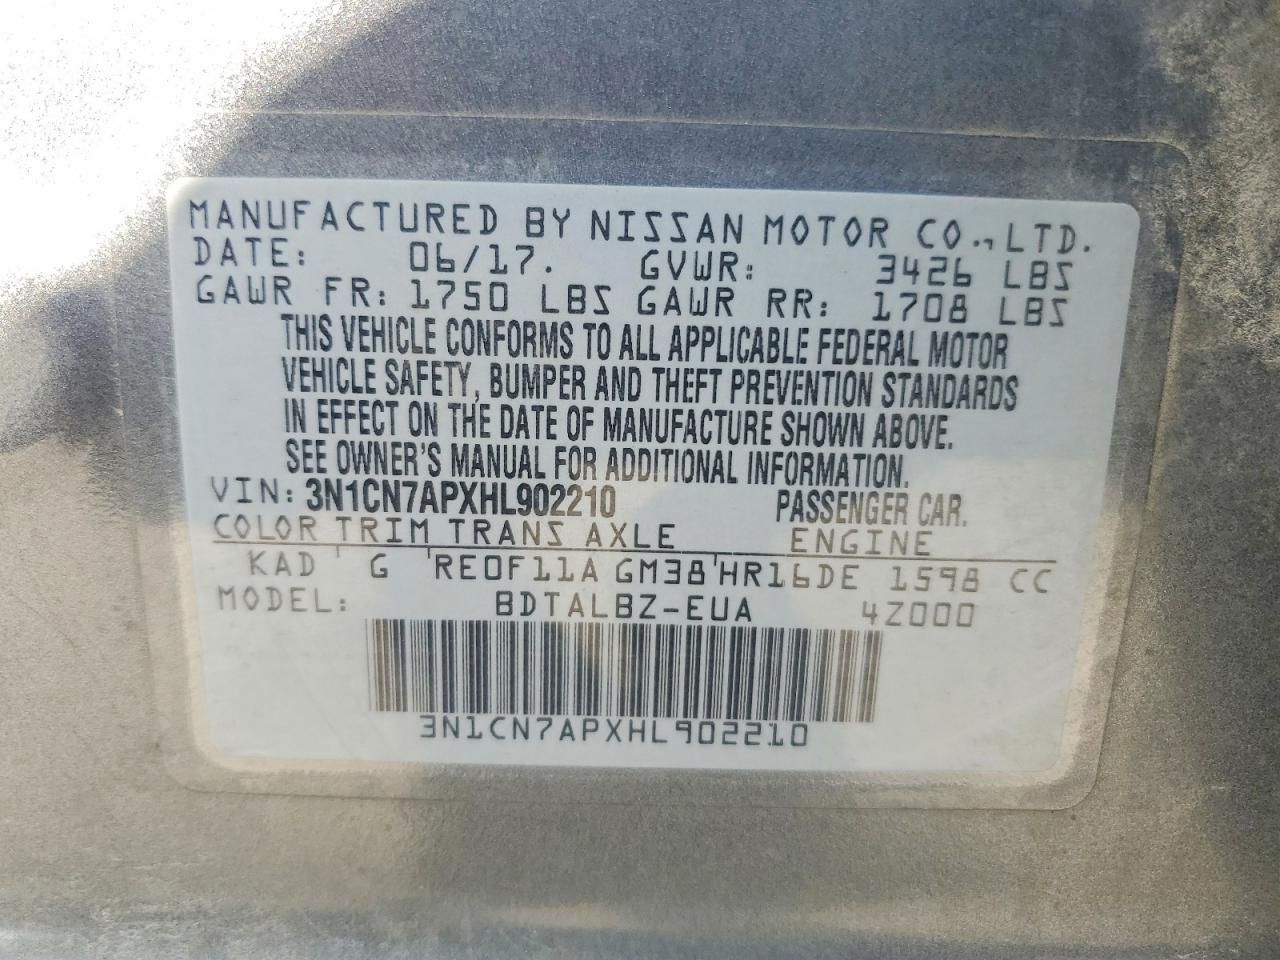 MANUFACTURED BY NISSAN MOTOR CO., LTD.
DATE: 06/17. GVWR: 3426 LBS
GAWR FR: 1750 LBS GAWR RR: 1708 LBS
THIS VEHICLE CONFORMS TO ALL APPLICABLE FEDERAL MOTOR
VEHICLE SAFETY, BUMPER AND THEFT PREVENTION STANDARDS
IN EFFECT ON THE DATE OF MANUFACTURE SHOWN ABOVE.
SEE OWNER'S MANUAL FOR ADDITIONAL INFORMATION.
VIN: 3N1CN7APXHL902210 PASSENGER CAR.
COLOR TRIM TRANS AXLE ENGINE
KAD ' G 'RE0F11A GM38'HR16DE 1598 CC
MODEL: BDTALBZ-EUA 4Z000
3N1CN7APXHL902210